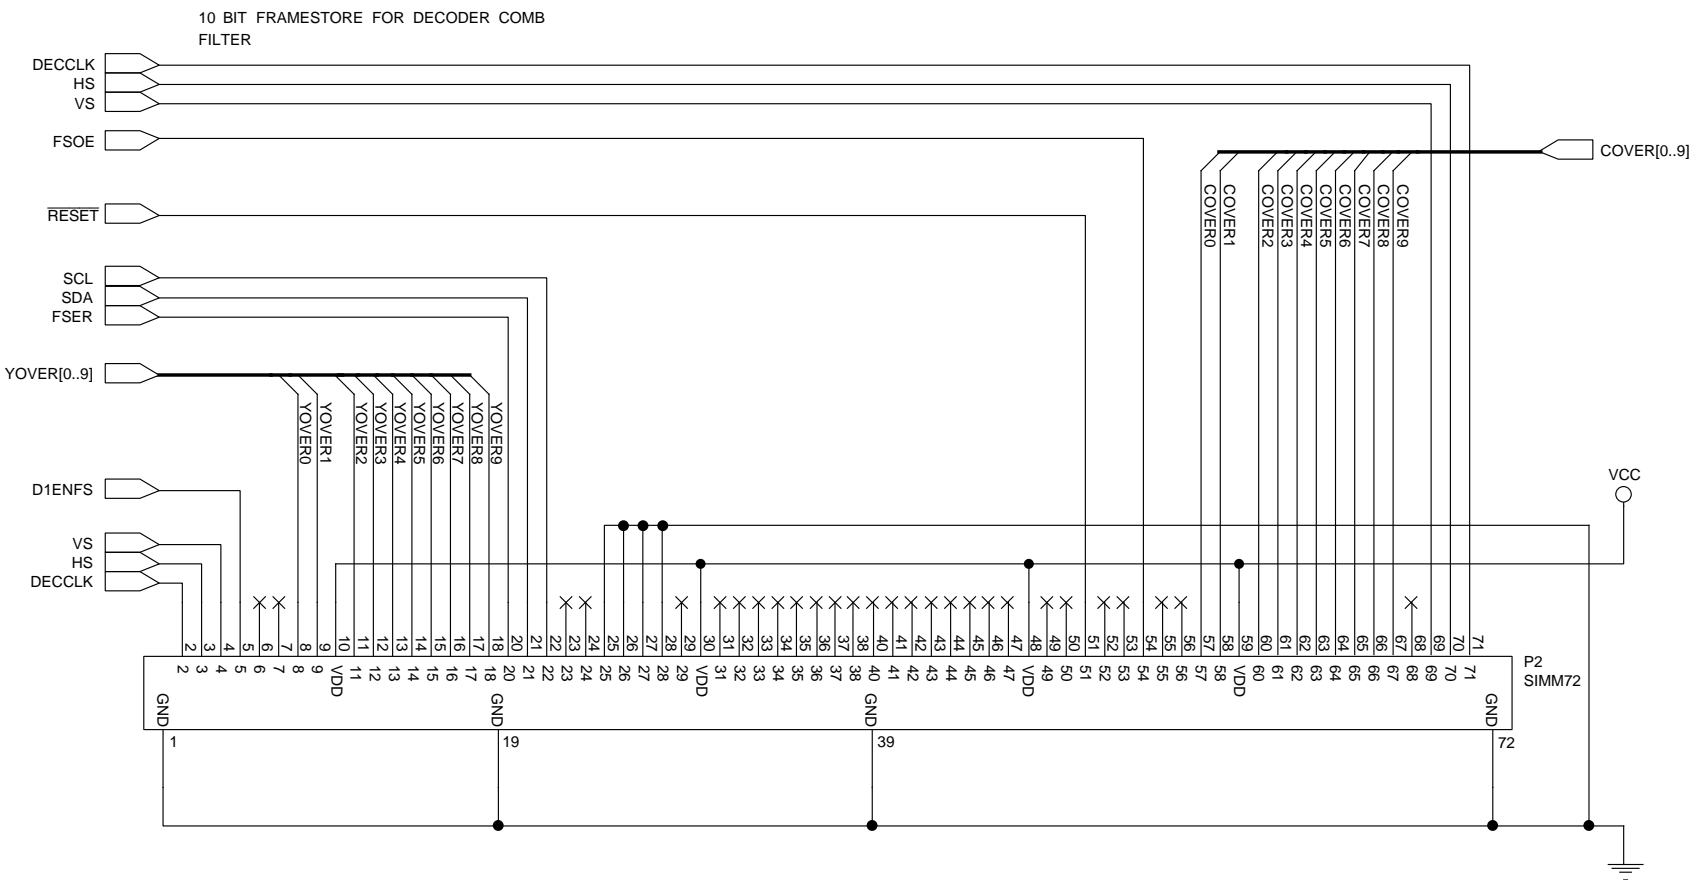 10 BIT FRAMESTORE FOR DECODER COMB
FILTER
DECCLK
HS
VS
FSOE
COVER[0..9]
COVER0
COVER1
COVER2
COVER3
COVER4
COVER5
COVER6
COVER7
COVER8
COVER9
RESET
SCL
SDA
FSER
YOVER[0..9]
YOVER0
YOVER1
YOVER2
YOVER3
YOVER4
YOVER5
YOVER6
YOVER7
YOVER8
YOVER9
D1ENFS
VCC
VS
HS
DECCLK
2 3 4 5 6 7 8 9 10 11 12 13 14 15 16 17 18 20 21 22 23 24 25 26 27 28 29 30 31 32 33 34 35 36 37 38 40 41 42 43 44 45 46 47 48 49 50 51 52 53 54 55 56 57 58 59 60 61 62 63 64 65 66 67 68 69 70 71
2 3 4 5 6 7 8 9 VDD 11 12 13 14 15 16 17 18 20 21 22 23 24 25 26 27 28 29 VDD 31 32 33 34 35 36 37 38 40 41 42 43 44 45 46 47 VDD 49 50 51 52 53 54 55 56 57 58 VDD 60 61 62 63 64 65 66 67 68 69 70 71
P2
SIMM72
GND GND GND GND
1 19 39 72